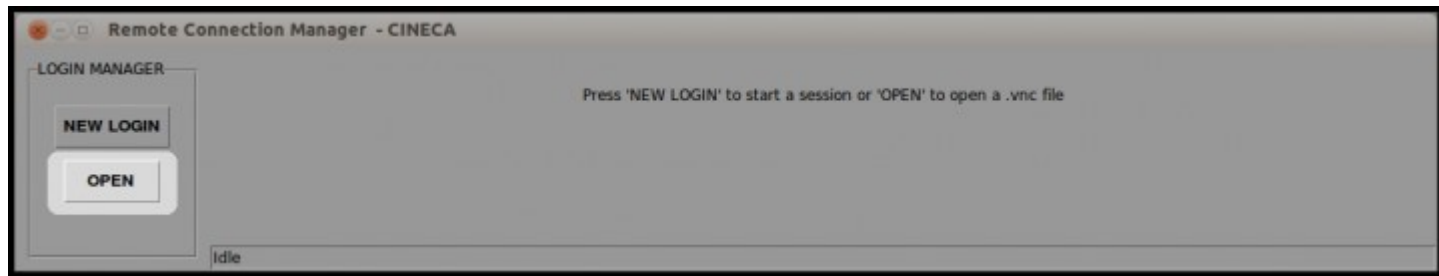 Remote Connection Manager - CINECA
LOGIN MANAGER
Press 'NEW LOGIN' to start a session or 'OPEN' to open a .vnc file
NEW LOGIN
OPEN
Idle